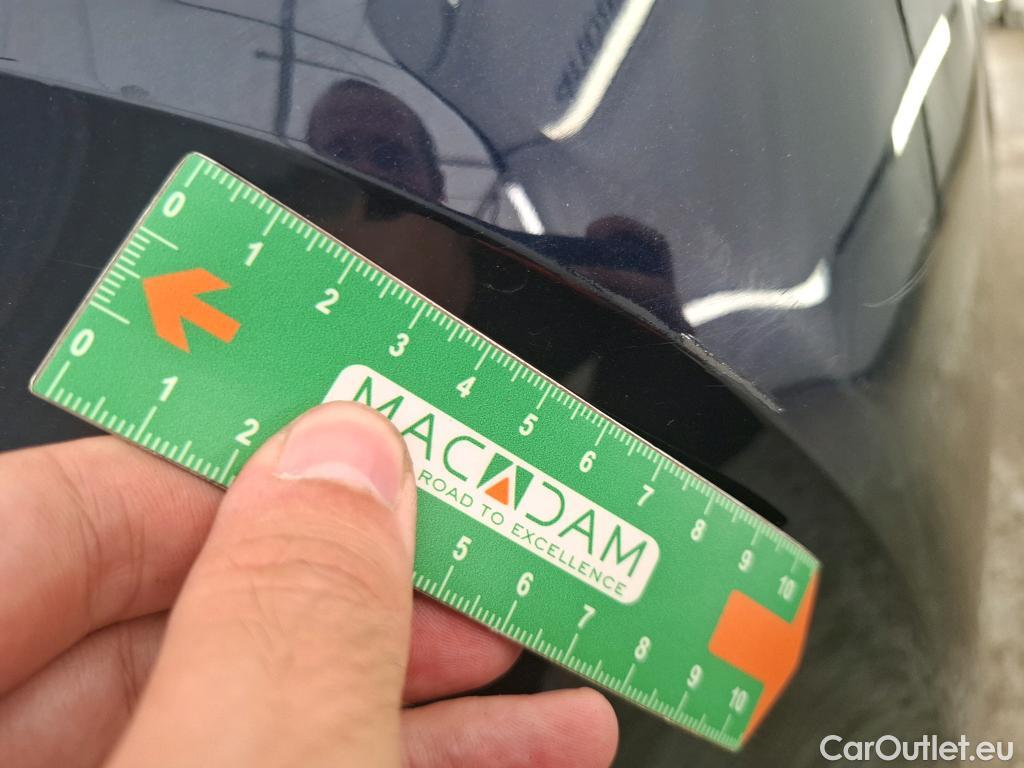 0 1 2 3 4 5 6 7 8 9 10
MACADAM
ROAD TO EXCELLENCE
0 1 2 5 6 7 8 9 10
CarOutlet.eu